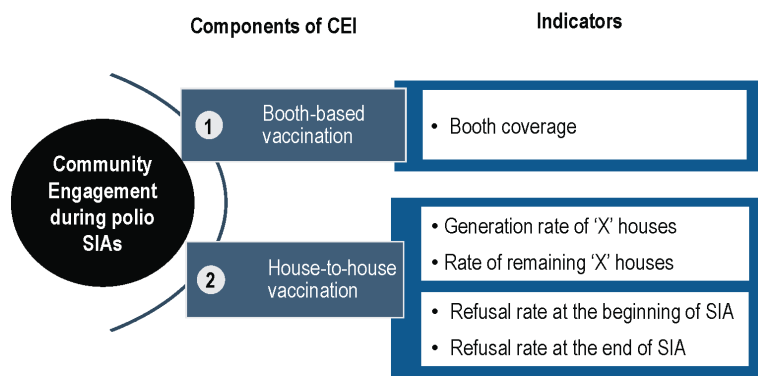 Components of CEI
Indicators
Community
Engagement
during polio
SIAs
1
Booth-based
vaccination
• Booth coverage
2
House-to-house
vaccination
• Generation rate of ‘X’ houses
• Rate of remaining ‘X’ houses
• Refusal rate at the beginning of SIA
• Refusal rate at the end of SIA